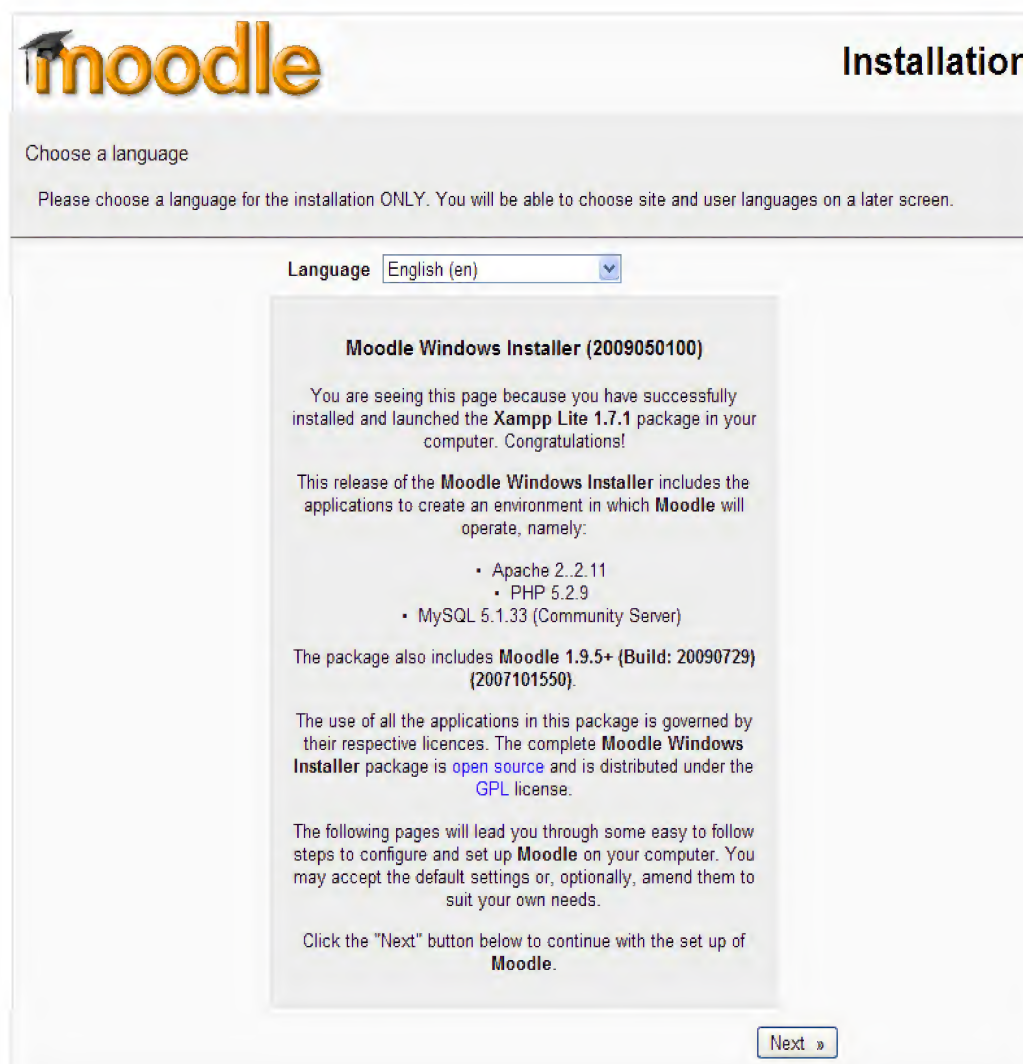 moodle
Installation
Choose a language
Please choose a language for the installation ONLY. You will be able to choose site and user languages on a later screen.
Language English (en)
Moodle Windows Installer (2009050100)
You are seeing this page because you have successfully
installed and launched the Xampp Lite 1.7.1 package in your
computer. Congratulations!
This release of the Moodle Windows Installer includes the
applications to create an environment in which Moodle will
operate, namely:
• Apache 2..2.11
• PHP 5.2.9
• MySQL 5.1.33 (Community Server)
The package also includes Moodle 1.9.5+ (Build: 20090729)
(2007101550).
The use of all the applications in this package is governed by
their respective licences. The complete Moodle Windows
Installer package is open source and is distributed under the
GPL license.
The following pages will lead you through some easy to follow
steps to configure and set up Moodle on your computer. You
may accept the default settings or, optionally, amend them to
suit your own needs.
Click the "Next" button below to continue with the set up of
Moodle.
Next »